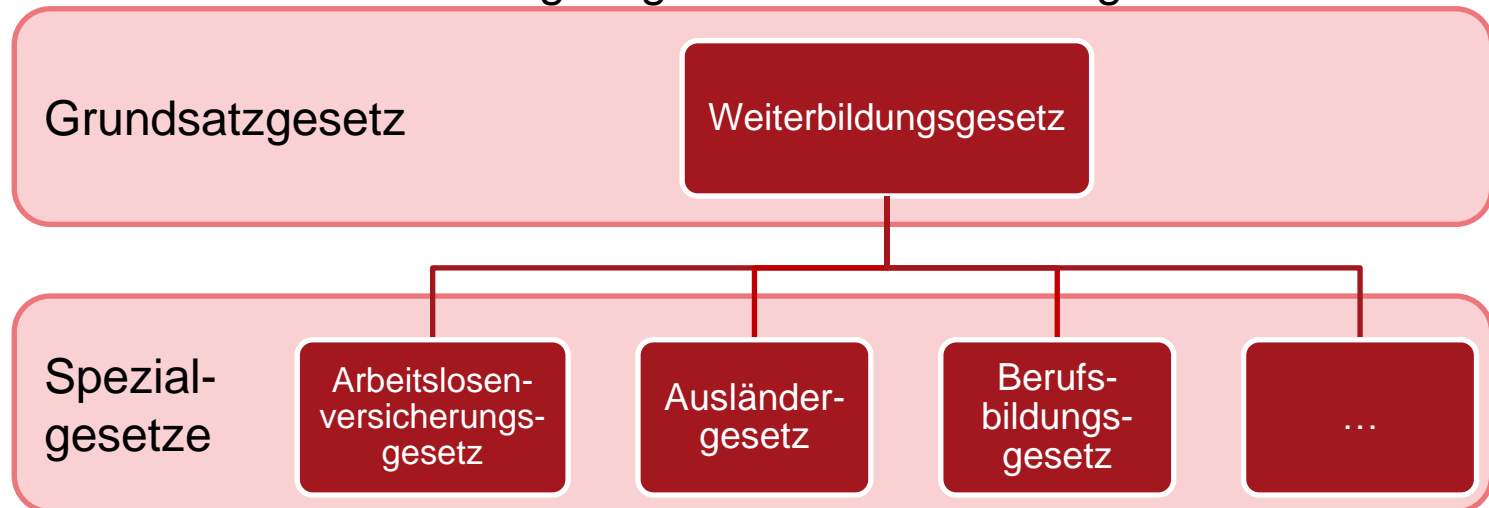 Grundsatzgesetz
Weiterbildungsgesetz
Spezial-
gesetze
Arbeitslosen-
versicherungs-
gesetz
Ausländer-
gesetz
Berufs-
bildungs-
gesetz
…